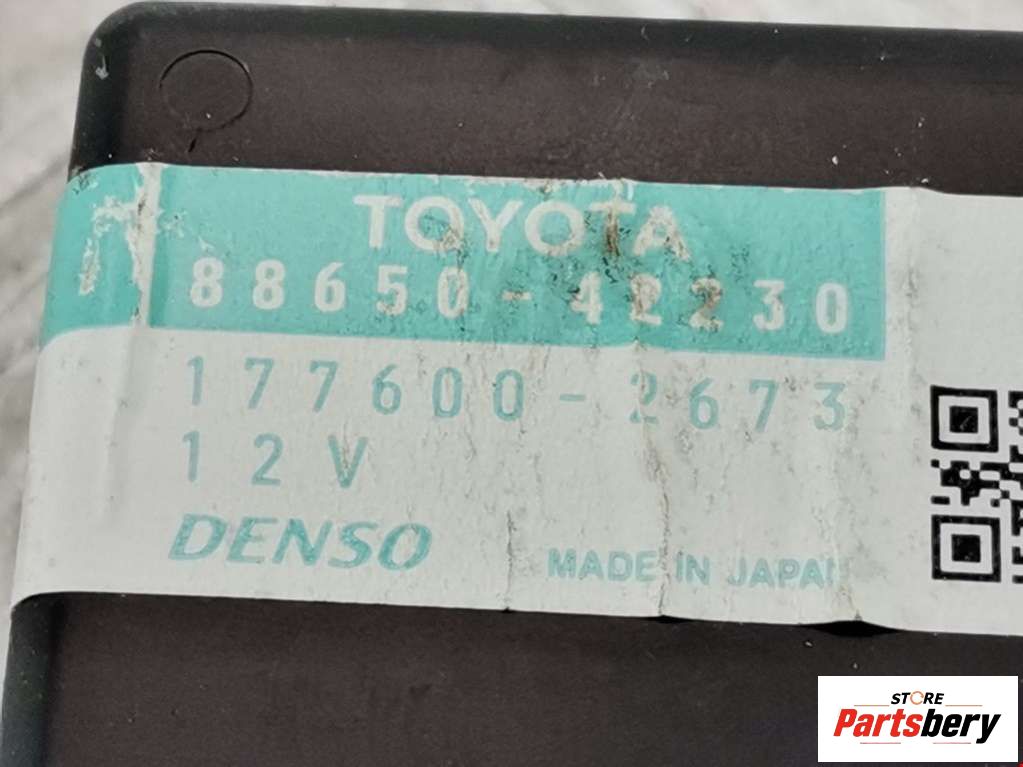 TOYOTA
88650-42230
177600-2673
12V
DENSO
MADE IN JAPAN
STORE
Partsbery